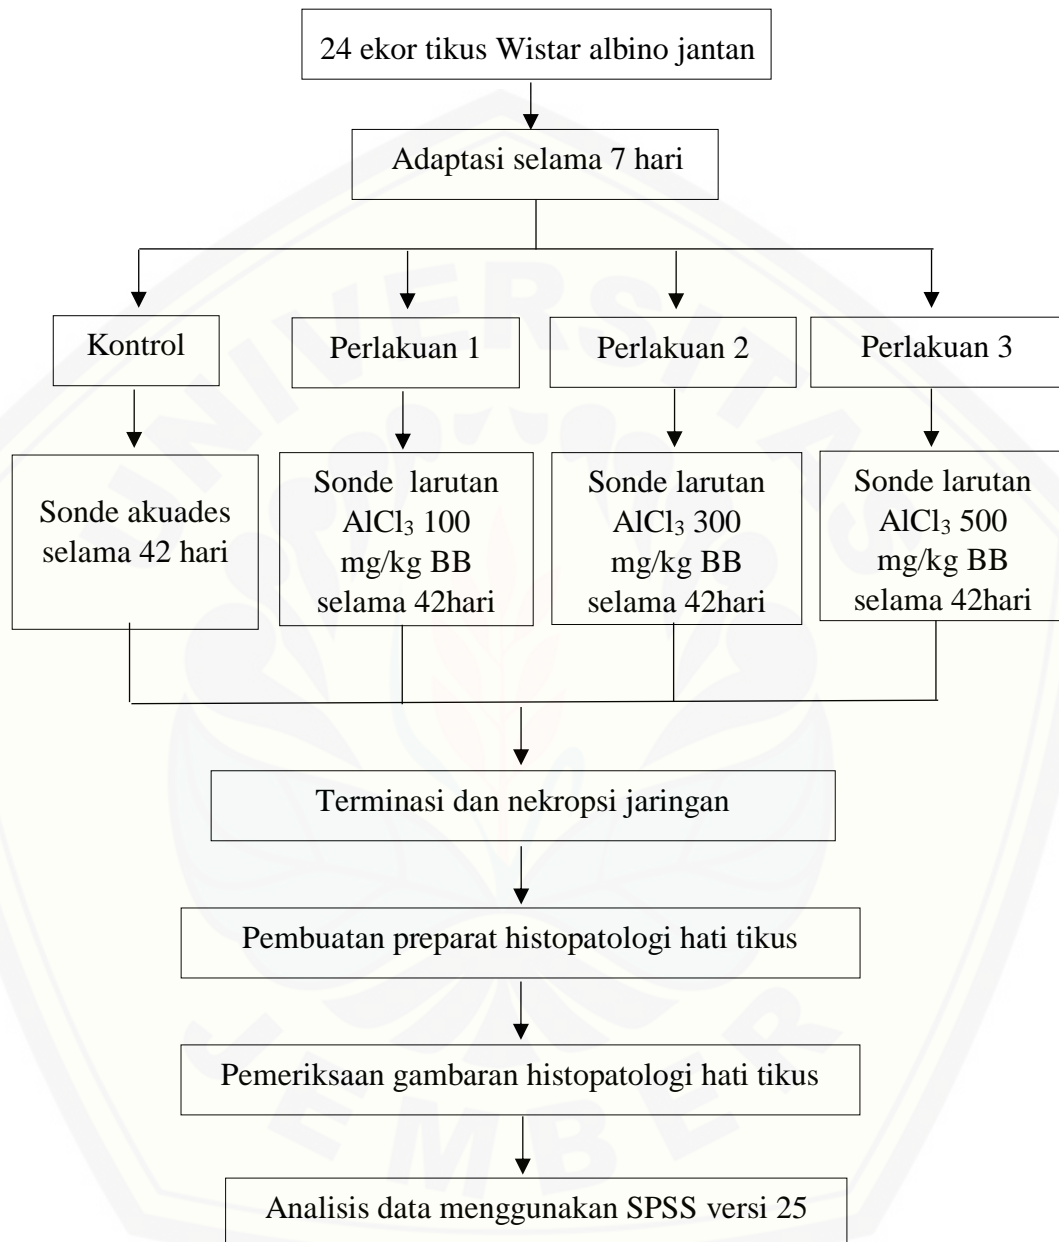 24 ekor tikus Wistar albino jantan
Adaptasi selama 7 hari
Kontrol
Perlakuan 1
Perlakuan 2
Perlakuan 3
Sonde akuades
selama 42 hari
Sonde larutan
AlCl₃ 100
mg/kg BB
selama 42hari
Sonde larutan
AlCl₃ 300
mg/kg BB
selama 42hari
Sonde larutan
AlCl₃ 500
mg/kg BB
selama 42hari
Terminasi dan nekropsi jaringan
Pembuatan preparat histopatologi hati tikus
Pemeriksaan gambaran histopatologi hati tikus
Analisis data menggunakan SPSS versi 25
UNIVERSITAS
JEMBER